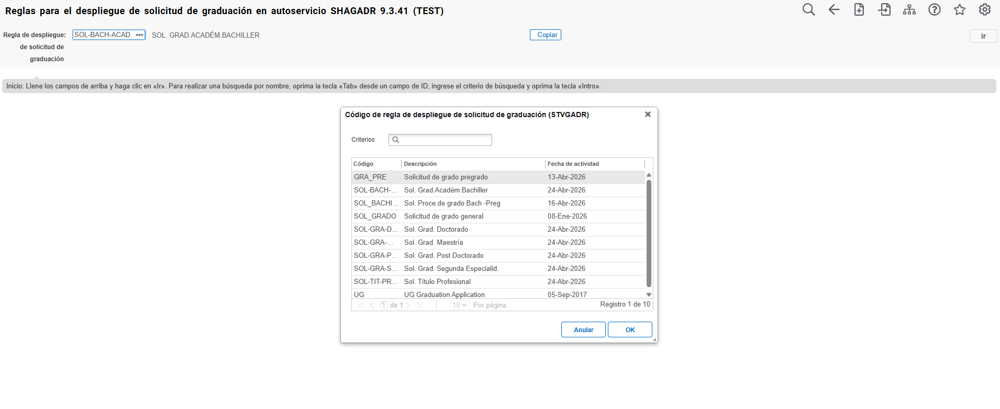 Reglas para el despliegue de solicitud de graduación en autoservicio SHAGADR 9.3.41 (TEST)
Regla de despliegue: SOL-BACH-ACAD ••• SOL. GRAD.ACADÉM.BACHILLER Copiar Ir
de solicitud de
graduación
Inicio: Llene los campos de arriba y haga clic en «Ir». Para realizar una búsqueda por nombre, oprima la tecla «Tab» desde un campo de ID, ingrese el criterio de búsqueda y oprima la tecla «Intro».
Código de regla de despliegue de solicitud de graduación (STVGADR)
Criterios
Código Descripción Fecha de actividad
GRA_PRE Solicitud de grado pregrado 13-Abr-2026
SOL-BACH-... Sol. Grad.Académ.Bachiller 24-Abr-2026
SOL_BACHI... Sol. Proce.de grado Bach -Preg 16-Abr-2026
SOL_GRADO Solicitud de grado general 08-Ene-2026
SOL-GRA-D... Sol. Grad. Doctorado 24-Abr-2026
SOL-GRA-... Sol. Grad. Maestría 24-Abr-2026
SOL-GRA-P... Sol. Grad. Post Doctorado 24-Abr-2026
SOL-GRA-S... Sol. Grad. Segunda Especialid. 24-Abr-2026
SOL-TIT-PR... Sol. Título Profesional 24-Abr-2026
UG UG Graduation Application 05-Sep-2017
1 de 1 10 Por página Registro 1 de 10
Anular OK